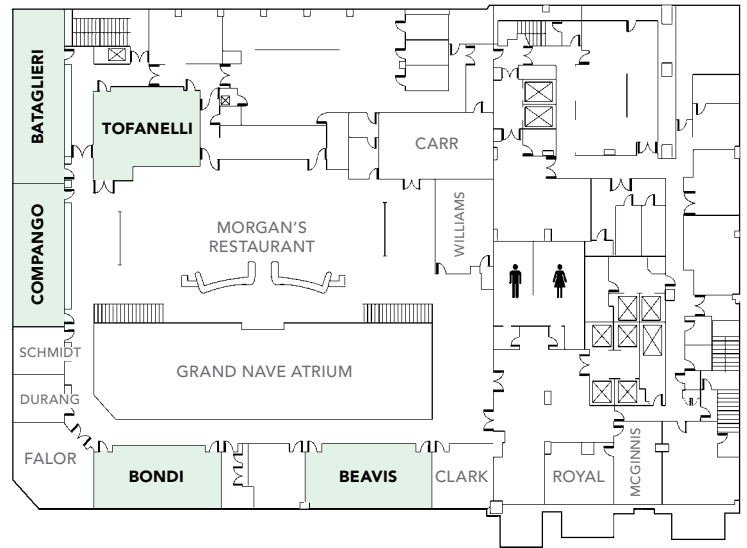 BATAGLIERI
TOFANELLI
CARR
COMPANGO
MORGAN'S
RESTAURANT
WILLIAMS
SCHMIDT
GRAND NAVE ATRIUM
DURANG
FALOR
BONDI
BEAVIS
CLARK
ROYAL
MCGINNIS